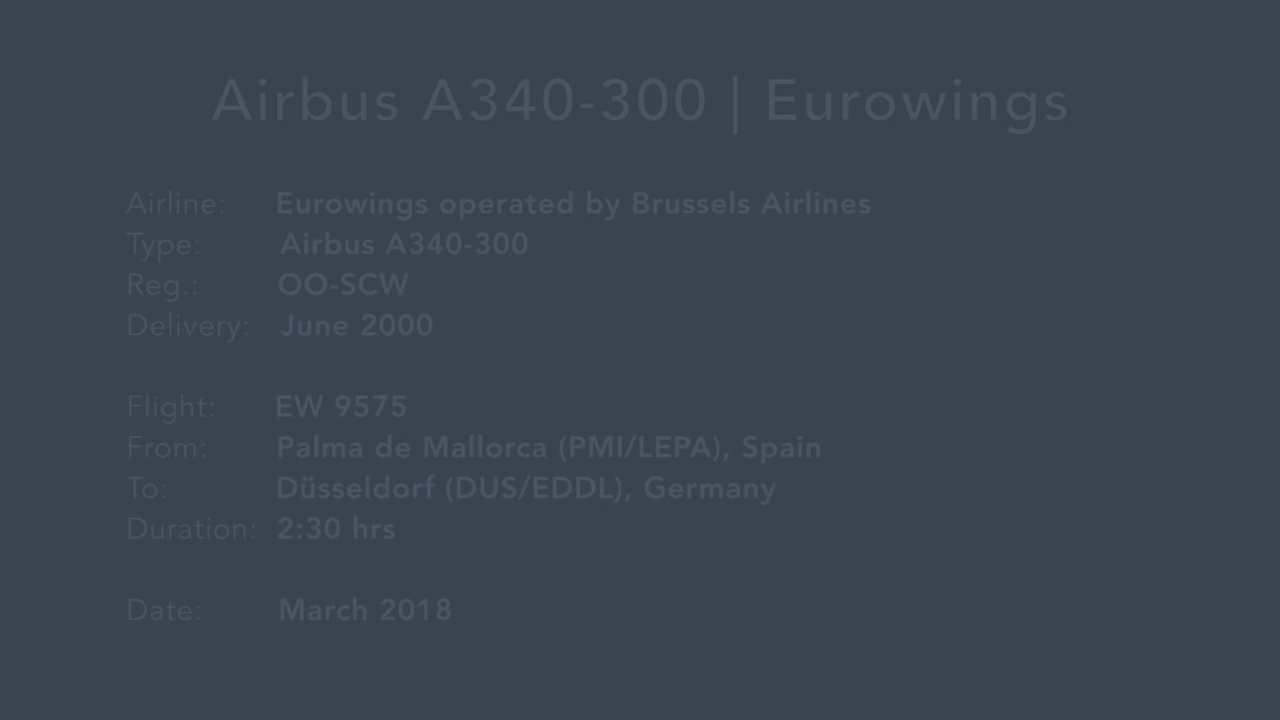 Airbus A340-300 | Eurowings
Airline: Eurowings operated by Brussels Airlines
Type: Airbus A340-300
Reg.: OO-SCW
Delivery: June 2000
Flight: EW 9575
From: Palma de Mallorca (PMI/LEPA), Spain
To: Düsseldorf (DUS/EDDL), Germany
Duration: 2:30 hrs
Date: March 2018